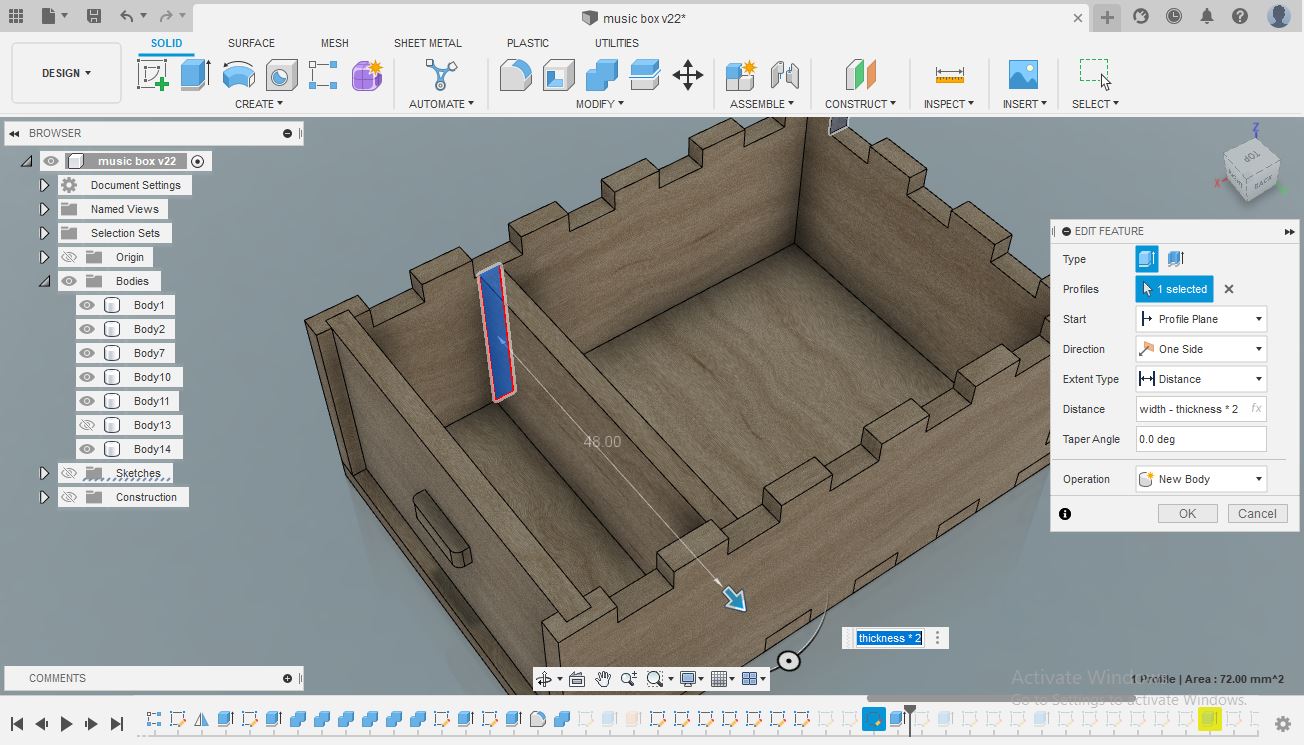 music box v22*
DESIGN
SOLID
SURFACE
MESH
SHEET METAL
PLASTIC
UTILITIES
CREATE
AUTOMATE
MODIFY
ASSEMBLE
CONSTRUCT
INSPECT
INSERT
SELECT
BROWSER
music box v22
Document Settings
Named Views
Selection Sets
Origin
Bodies
Body1
Body2
Body7
Body10
Body11
Body13
Body14
Sketches
Construction
Z
TOP
BACK
X
EDIT FEATURE
Type
Profiles 1 selected
Start Profile Plane
Direction One Side
Extent Type Distance
Distance width - thickness * 2 fx
Taper Angle 0.0 deg
Operation New Body
OK Cancel
48.00
thickness * 2
COMMENTS
Activate Windows
1 Profile | Area : 72.00 mm^2
Go to Settings to activate Windows.